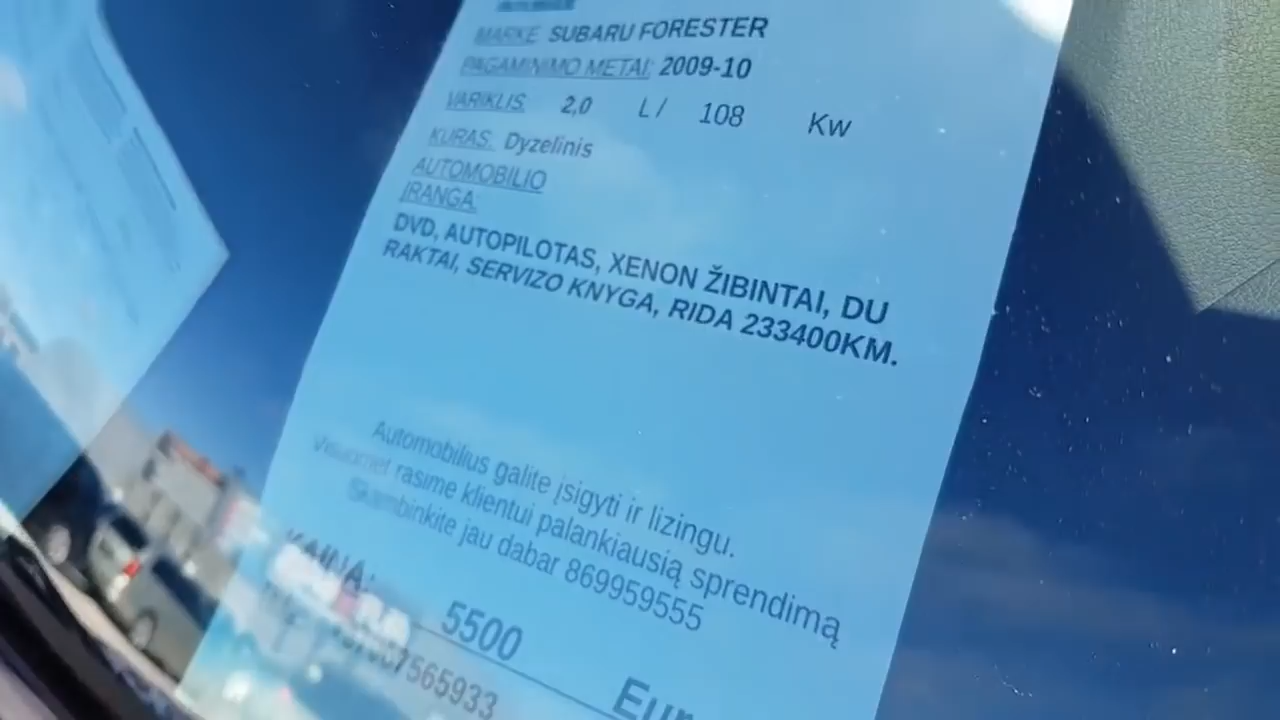 MARKĖ SUBARU FORESTER
PAGAMINIMO METAI: 2009-10
VARIKLIS 2,0 L / 108 Kw
KURAS: Dyzelinis
AUTOMOBILIO
ĮRANGA:
DVD, AUTOPILOTAS, XENON ŽIBINTAI, DU
RAKTAI, SERVIZO KNYGA, RIDA 233400KM.
Automobilius galite įsigyti ir lizingu.
Visuomet rasime klientui palankiausią sprendimą
Skambinkite jau dabar 869959555
KAINA: 5500 Eur
7565933